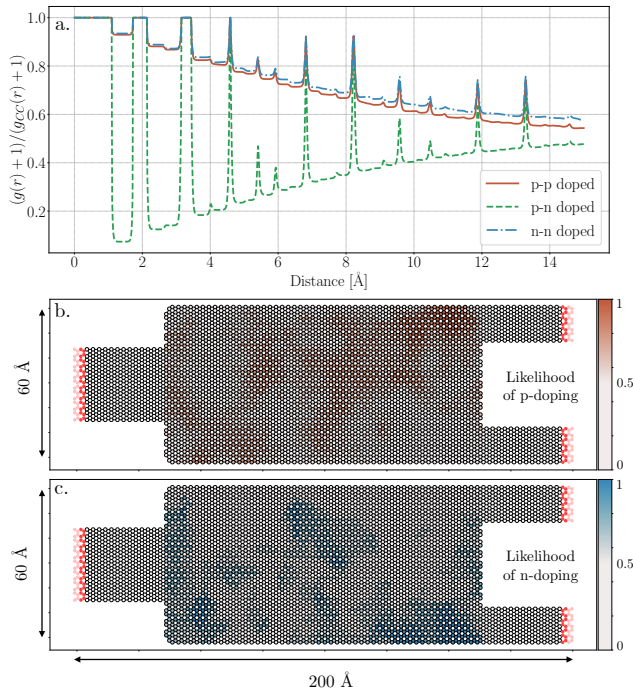 a.
(g(r) + 1)/(g_CC(r) + 1)
1.0
0.8
0.6
0.4
0.2
p-p doped
p-n doped
n-n doped
0 2 4 6 8 10 12 14
Distance [Å]
b.
60 Å
Likelihood
of p-doping
1
0.5
0
c.
60 Å
Likelihood
of n-doping
1
0.5
0
200 Å